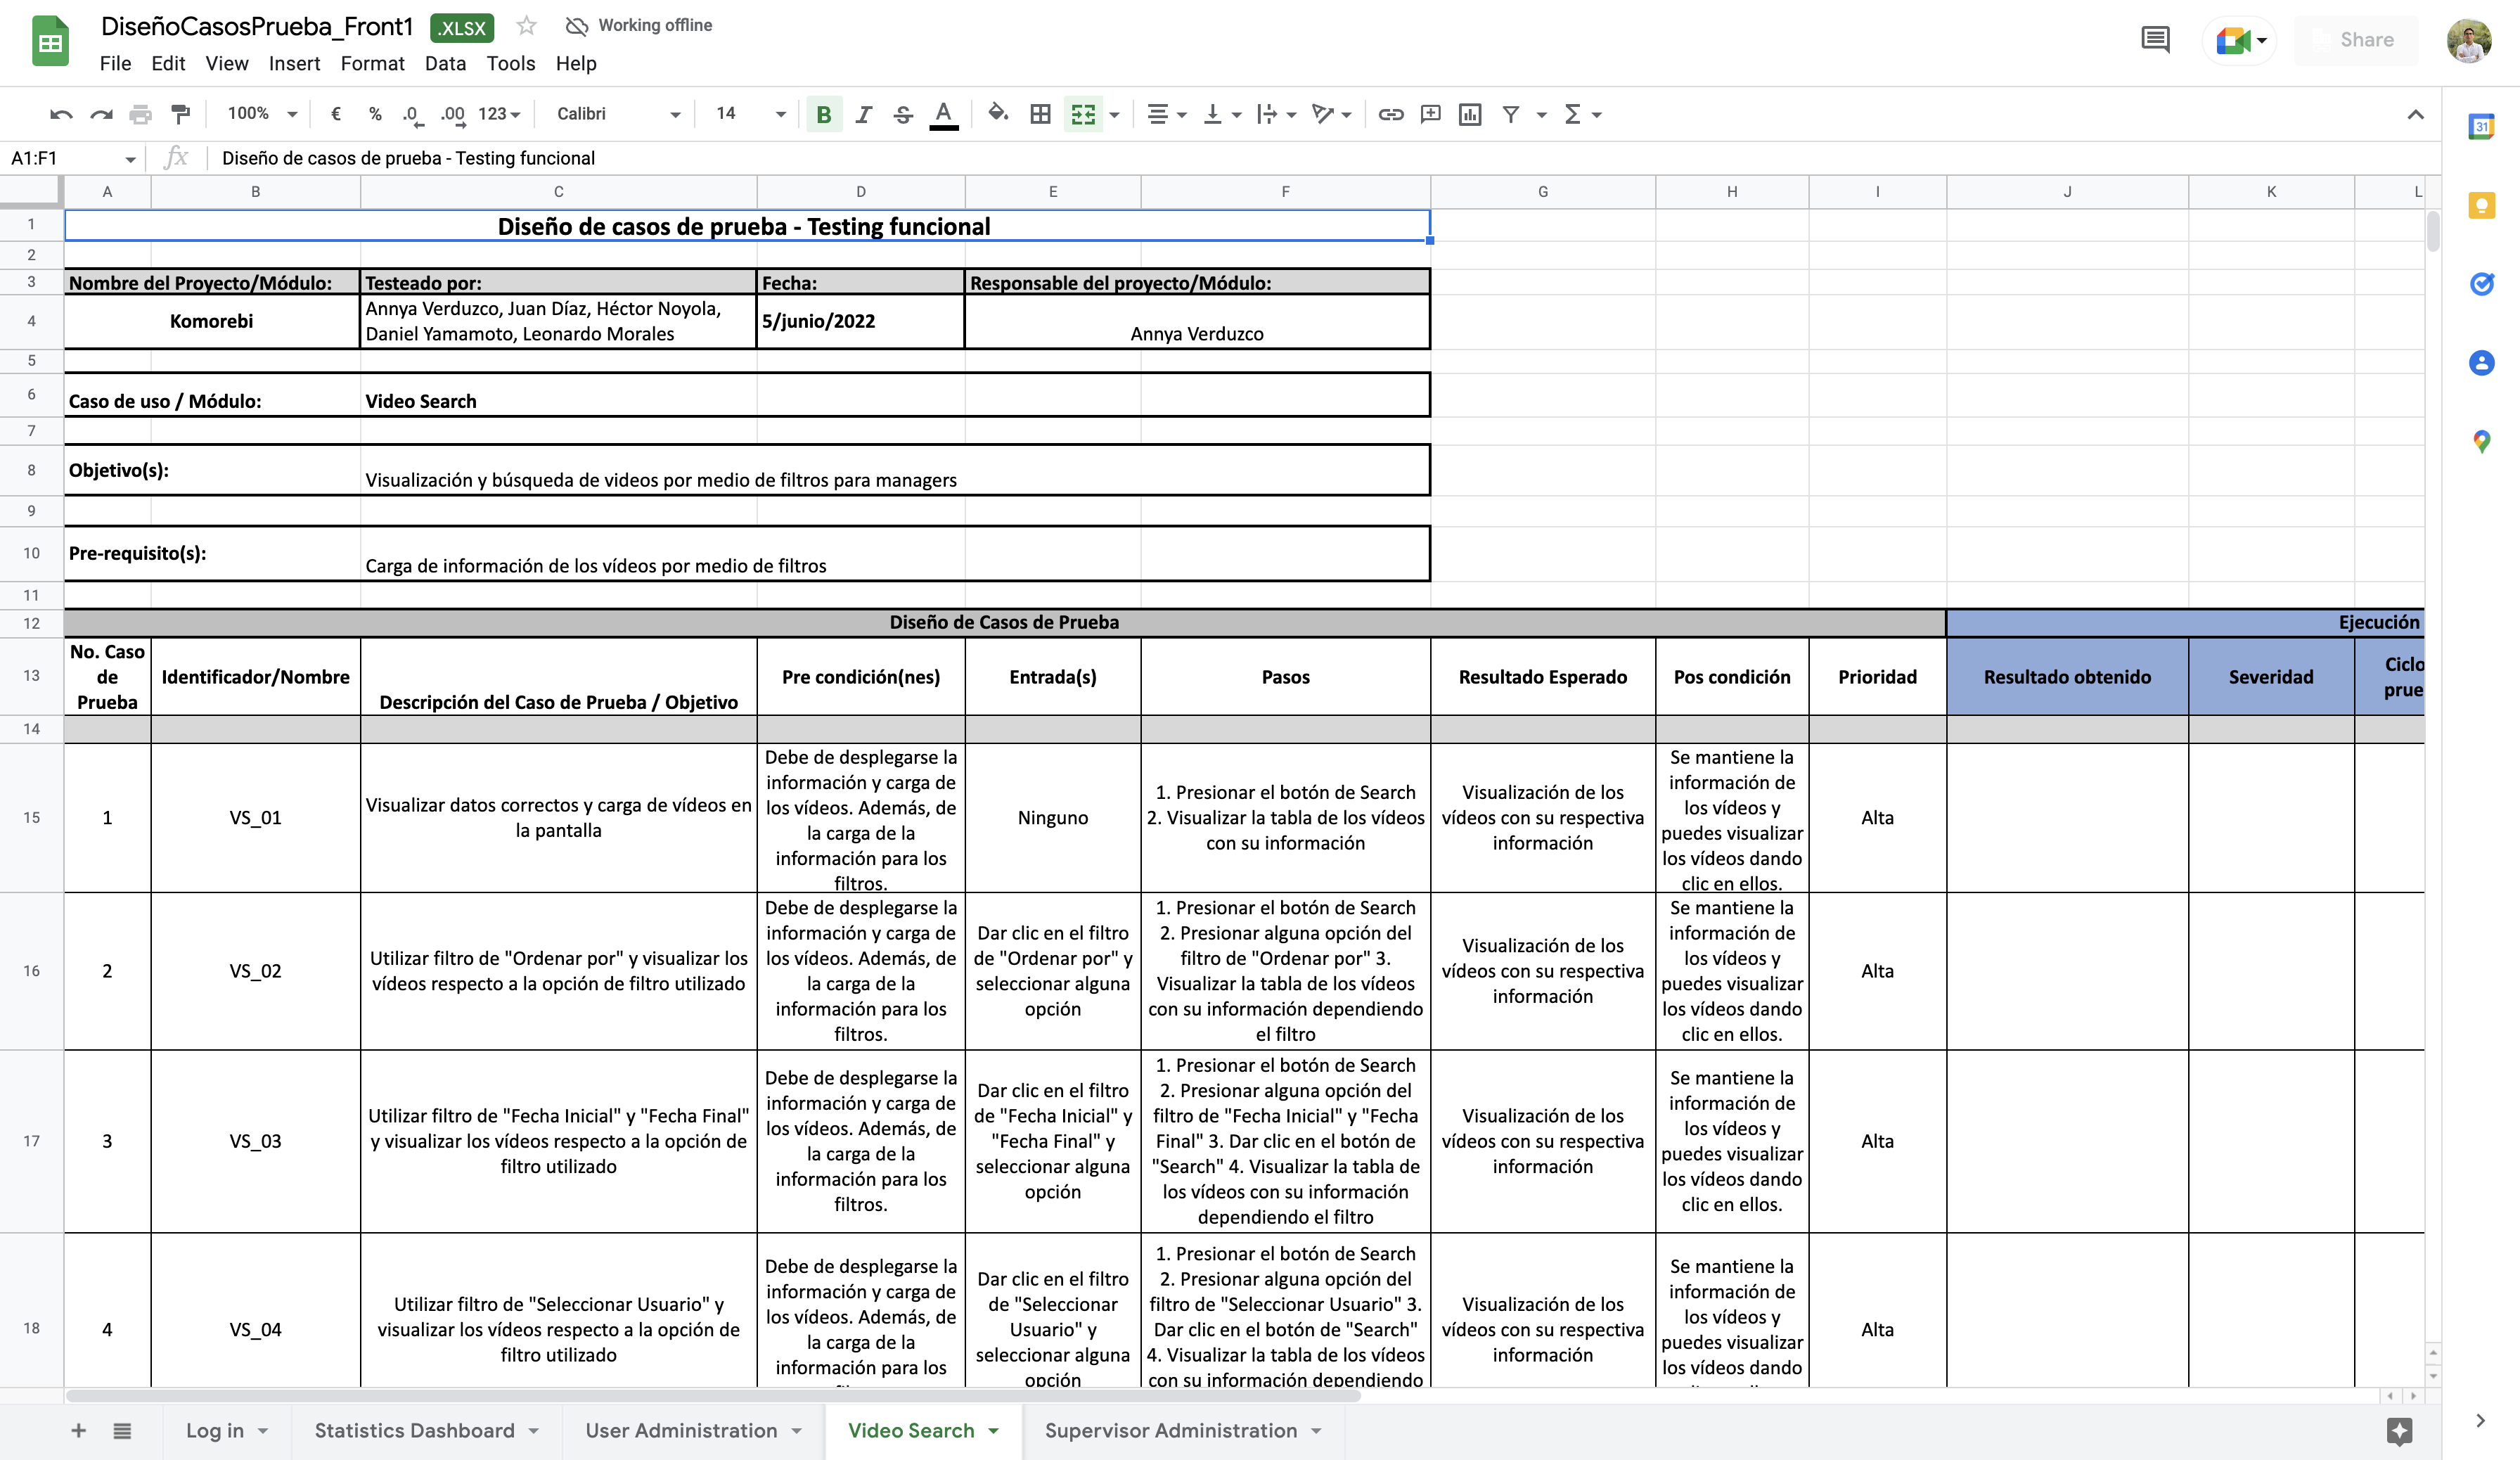 DiseñoCasosPrueba_Front1 .XLSX Working offline
File Edit View Insert Format Data Tools Help
Share
100% € % .0 .00 123 Calibri 14 B I S A Σ
31
A1:F1 fx Diseño de casos de prueba - Testing funcional
A B C D E F G H I J K L
1 Diseño de casos de prueba - Testing funcional
2
3 Nombre del Proyecto/Módulo: Testeado por: Fecha: Responsable del proyecto/Módulo:
4 Komorebi
Annya Verduzco, Juan Díaz, Héctor Noyola,
Daniel Yamamoto, Leonardo Morales
5/junio/2022
Annya Verduzco
5
6 Caso de uso / Módulo: Video Search
7
8 Objetivo(s): Visualización y búsqueda de videos por medio de filtros para managers
9
10 Pre-requisito(s): Carga de información de los vídeos por medio de filtros
11
12 Diseño de Casos de Prueba Ejecución
13
No. Caso
de
Prueba
Identificador/Nombre
Descripción del Caso de Prueba / Objetivo
Pre condición(nes)
Entrada(s)
Pasos
Resultado Esperado
Pos condición
Prioridad
Resultado obtenido
Severidad
Ciclo
prue
14
15
1
VS_01
Visualizar datos correctos y carga de vídeos en
la pantalla
Debe de desplegarse la
información y carga de
los vídeos. Además, de
la carga de la
información para los
filtros.
Ninguno
1. Presionar el botón de Search
2. Visualizar la tabla de los vídeos
con su información
Visualización de los
vídeos con su respectiva
información
Se mantiene la
información de
los vídeos y
puedes visualizar
los vídeos dando
clic en ellos.
Alta
16
2
VS_02
Utilizar filtro de "Ordenar por" y visualizar los
vídeos respecto a la opción de filtro utilizado
Debe de desplegarse la
información y carga de
los vídeos. Además, de
la carga de la
información para los
filtros.
Dar clic en el filtro
de "Ordenar por" y
seleccionar alguna
opción
1. Presionar el botón de Search
2. Presionar alguna opción del
filtro de "Ordenar por" 3.
Visualizar la tabla de los vídeos
con su información dependiendo
el filtro
Visualización de los
vídeos con su respectiva
información
Se mantiene la
información de
los vídeos y
puedes visualizar
los vídeos dando
clic en ellos.
Alta
17
3
VS_03
Utilizar filtro de "Fecha Inicial" y "Fecha Final"
y visualizar los vídeos respecto a la opción de
filtro utilizado
Debe de desplegarse la
información y carga de
los vídeos. Además, de
la carga de la
información para los
filtros.
Dar clic en el filtro
de "Fecha Inicial" y
"Fecha Final" y
seleccionar alguna
opción
1. Presionar el botón de Search
2. Presionar alguna opción del
filtro de "Fecha Inicial" y "Fecha
Final" 3. Dar clic en el botón de
"Search" 4. Visualizar la tabla de
los vídeos con su información
dependiendo el filtro
Visualización de los
vídeos con su respectiva
información
Se mantiene la
información de
los vídeos y
puedes visualizar
los vídeos dando
clic en ellos.
Alta
18
4
VS_04
Utilizar filtro de "Seleccionar Usuario" y
visualizar los vídeos respecto a la opción de
filtro utilizado
Debe de desplegarse la
información y carga de
los vídeos. Además, de
la carga de la
información para los
Dar clic en el filtro
de "Seleccionar
Usuario" y
seleccionar alguna
opción
1. Presionar el botón de Search
2. Presionar alguna opción del
filtro de "Seleccionar Usuario" 3.
Dar clic en el botón de "Search"
4. Visualizar la tabla de los vídeos
con su información dependiendo
Visualización de los
vídeos con su respectiva
información
Se mantiene la
información de
los vídeos y
puedes visualizar
los vídeos dando
Alta
Log in Statistics Dashboard User Administration Video Search Supervisor Administration